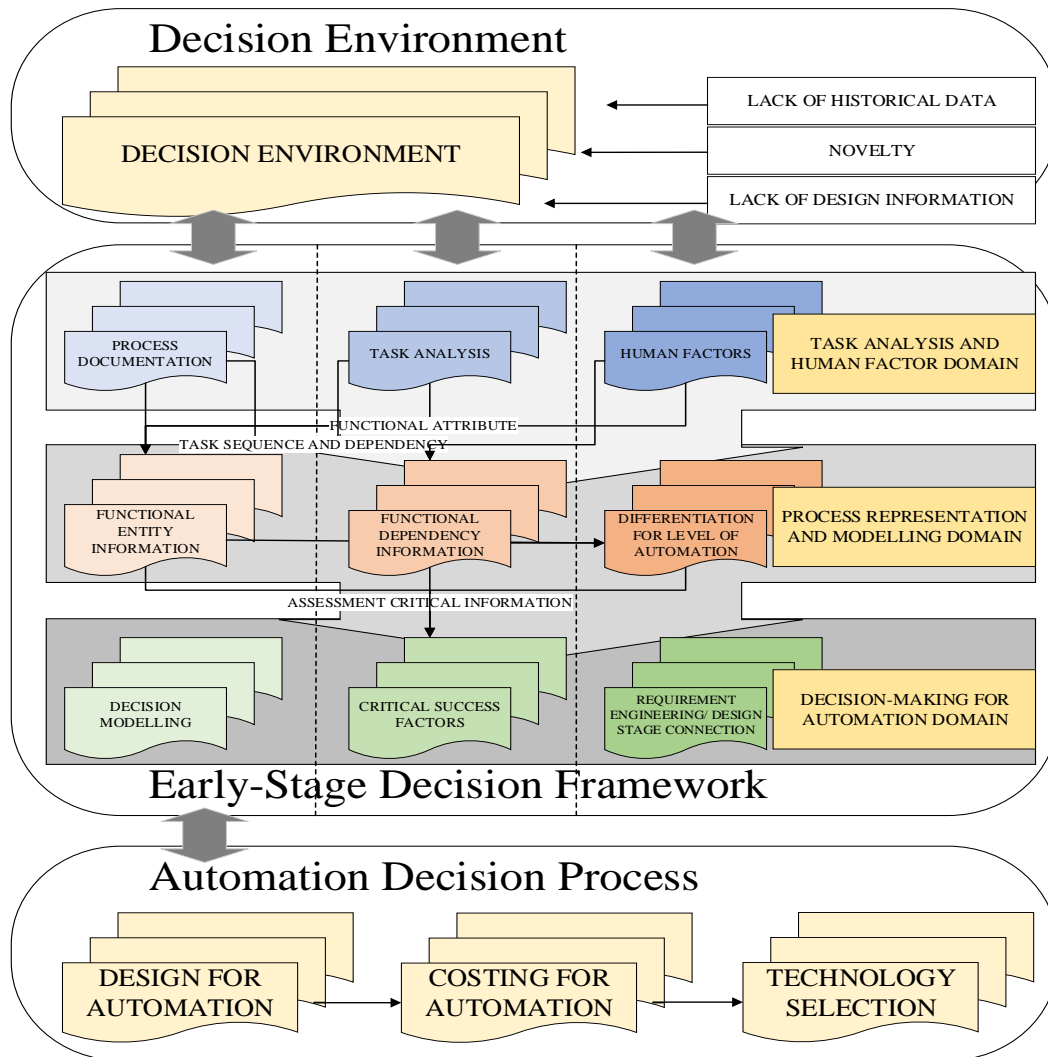 Decision Environment
DECISION ENVIRONMENT
LACK OF HISTORICAL DATA
NOVELTY
LACK OF DESIGN INFORMATION
PROCESS
DOCUMENTATION
TASK ANALYSIS
HUMAN FACTORS
TASK ANALYSIS AND
HUMAN FACTOR DOMAIN
FUNCTIONAL ATTRIBUTE
TASK SEQUENCE AND DEPENDENCY
FUNCTIONAL
ENTITY
INFORMATION
FUNCTIONAL
DEPENDENCY
INFORMATION
DIFFERENTIATION
FOR LEVEL OF
AUTOMATION
PROCESS REPRESENTATION
AND MODELLING DOMAIN
ASSESSMENT CRITICAL INFORMATION
DECISION
MODELLING
CRITICAL SUCCESS
FACTORS
REQUIREMENT
ENGINEERING/ DESIGN
STAGE CONNECTION
DECISION-MAKING FOR
AUTOMATION DOMAIN
Early-Stage Decision Framework
Automation Decision Process
DESIGN FOR
AUTOMATION
COSTING FOR
AUTOMATION
TECHNOLOGY
SELECTION